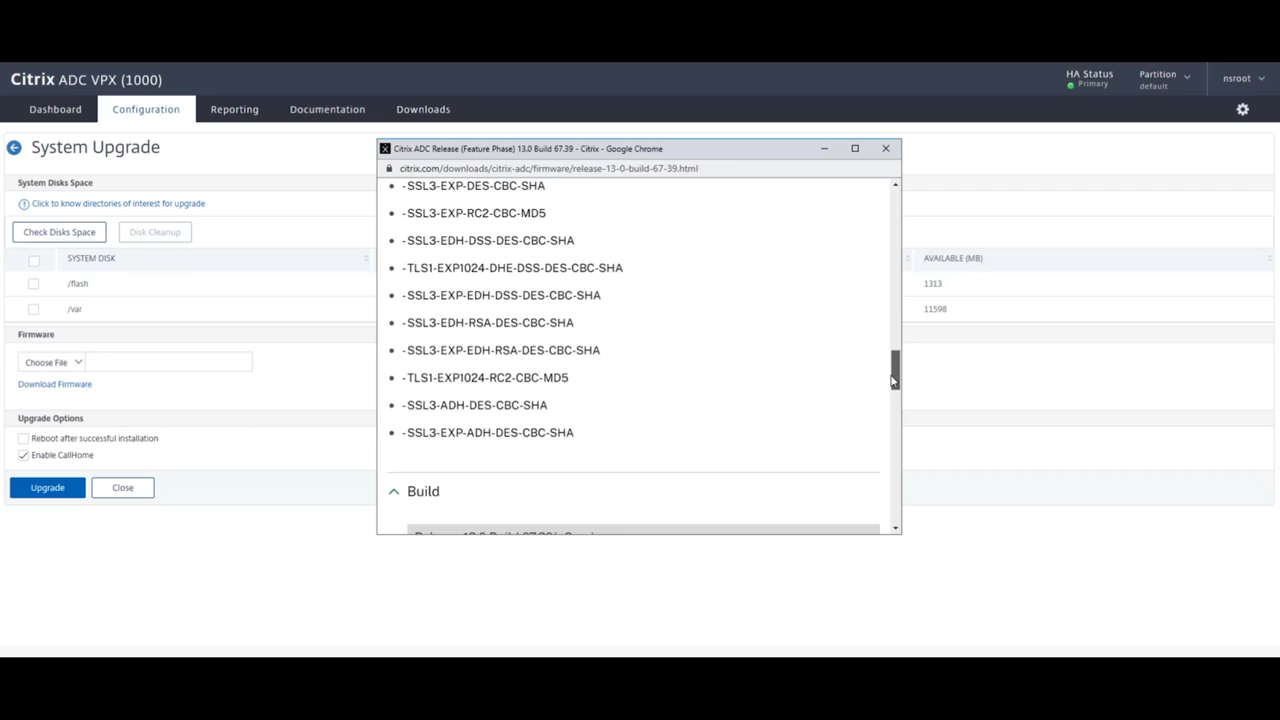 Citrix ADC VPX (1000)
HA Status
Primary
Partition
default
nsroot
Dashboard
Configuration
Reporting
Documentation
Downloads
System Upgrade
System Disks Space
Click to know directories of interest for upgrade
Check Disks Space
Disk Cleanup
SYSTEM DISK
AVAILABLE (MB)
/flash
1313
/var
11598
Firmware
Choose File
Download Firmware
Upgrade Options
Reboot after successful installation
Enable CallHome
Upgrade
Close
Citrix ADC Release (Feature Phase) 13.0 Build 67.39 - Citrix - Google Chrome
citrix.com/downloads/citrix-adc/firmware/release-13-0-build-67-39.html
-SSL3-EXP-DES-CBC-SHA
-SSL3-EXP-RC2-CBC-MD5
-SSL3-EDH-DSS-DES-CBC-SHA
-TLS1-EXP1024-DHE-DSS-DES-CBC-SHA
-SSL3-EXP-EDH-DSS-DES-CBC-SHA
-SSL3-EDH-RSA-DES-CBC-SHA
-SSL3-EXP-EDH-RSA-DES-CBC-SHA
-TLS1-EXP1024-RC2-CBC-MD5
-SSL3-ADH-DES-CBC-SHA
-SSL3-EXP-ADH-DES-CBC-SHA
Build